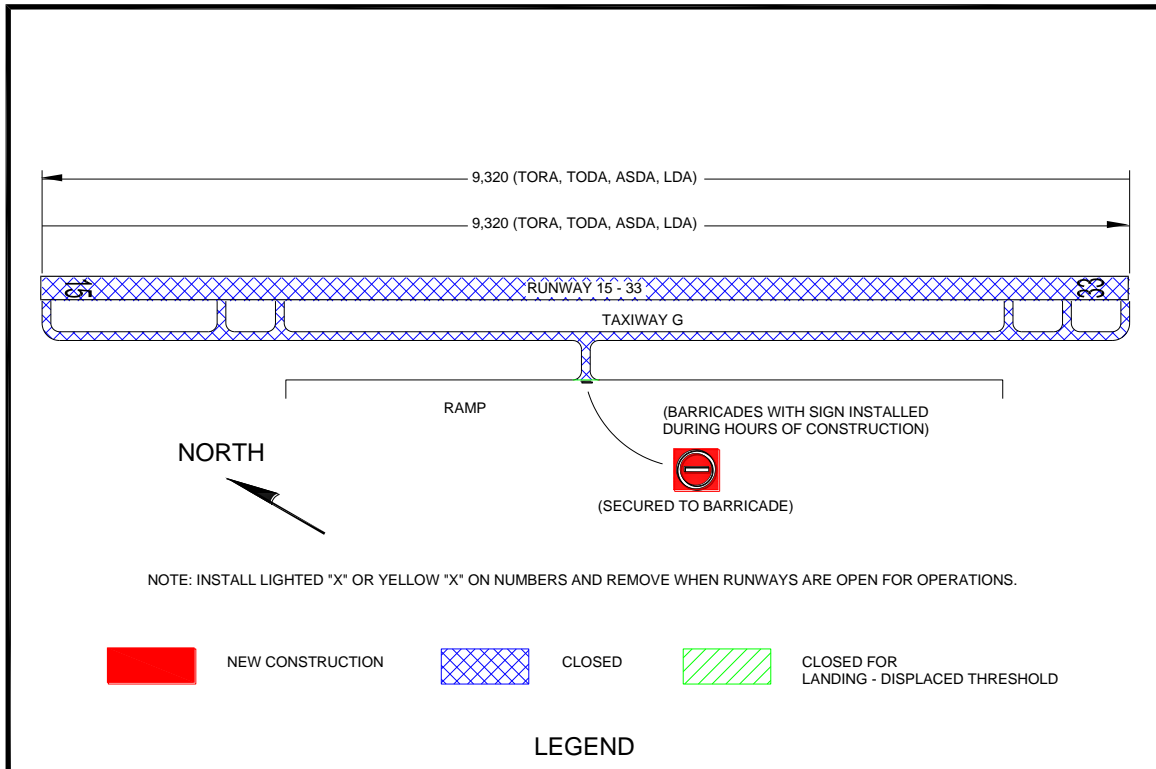 9,320 (TORA, TODA, ASDA, LDA)
9,320 (TORA, TODA, ASDA, LDA)
15
RUNWAY 15 - 33
33
TAXIWAY G
RAMP
(BARRICADES WITH SIGN INSTALLED
DURING HOURS OF CONSTRUCTION)
NORTH
(SECURED TO BARRICADE)
NOTE: INSTALL LIGHTED "X" OR YELLOW "X" ON NUMBERS AND REMOVE WHEN RUNWAYS ARE OPEN FOR OPERATIONS.
NEW CONSTRUCTION
CLOSED
CLOSED FOR
LANDING - DISPLACED THRESHOLD
LEGEND